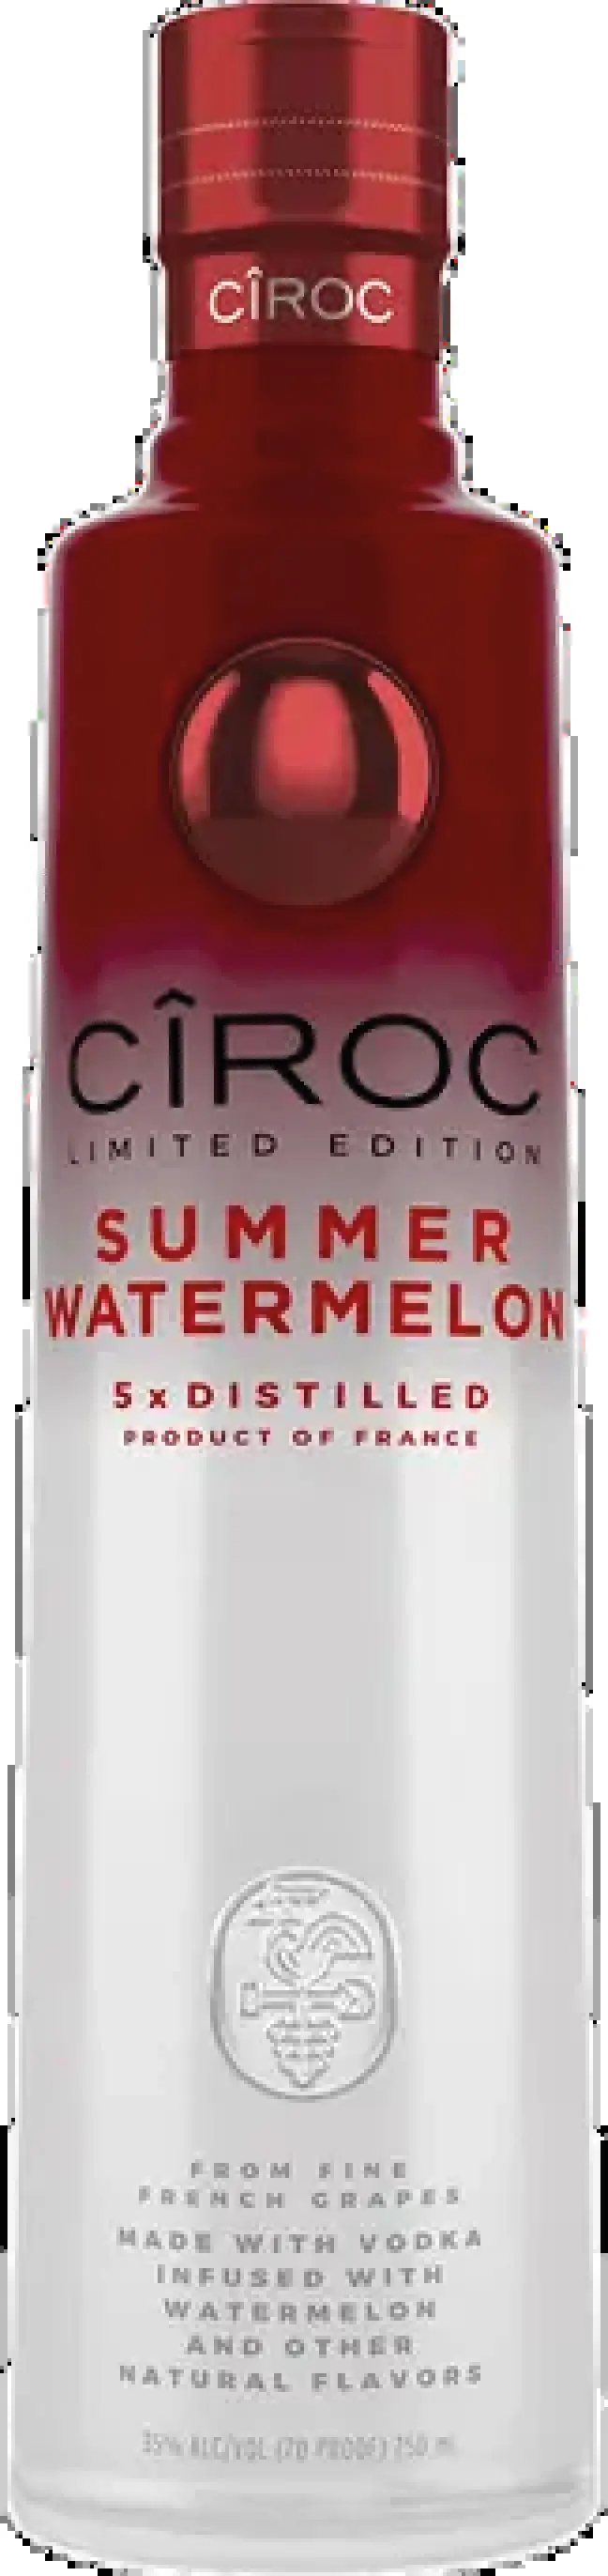 CÎROC
CÎROC
LIMITED EDITION
SUMMER
WATERMELON
5xDISTILLED
PRODUCT OF FRANCE
FROM FINE
FRENCH GRAPES
MADE WITH VODKA
INFUSED WITH
WATERMELON
AND OTHER
NATURAL FLAVORS
35% ALC/VOL (70 PROOF) 750 ml